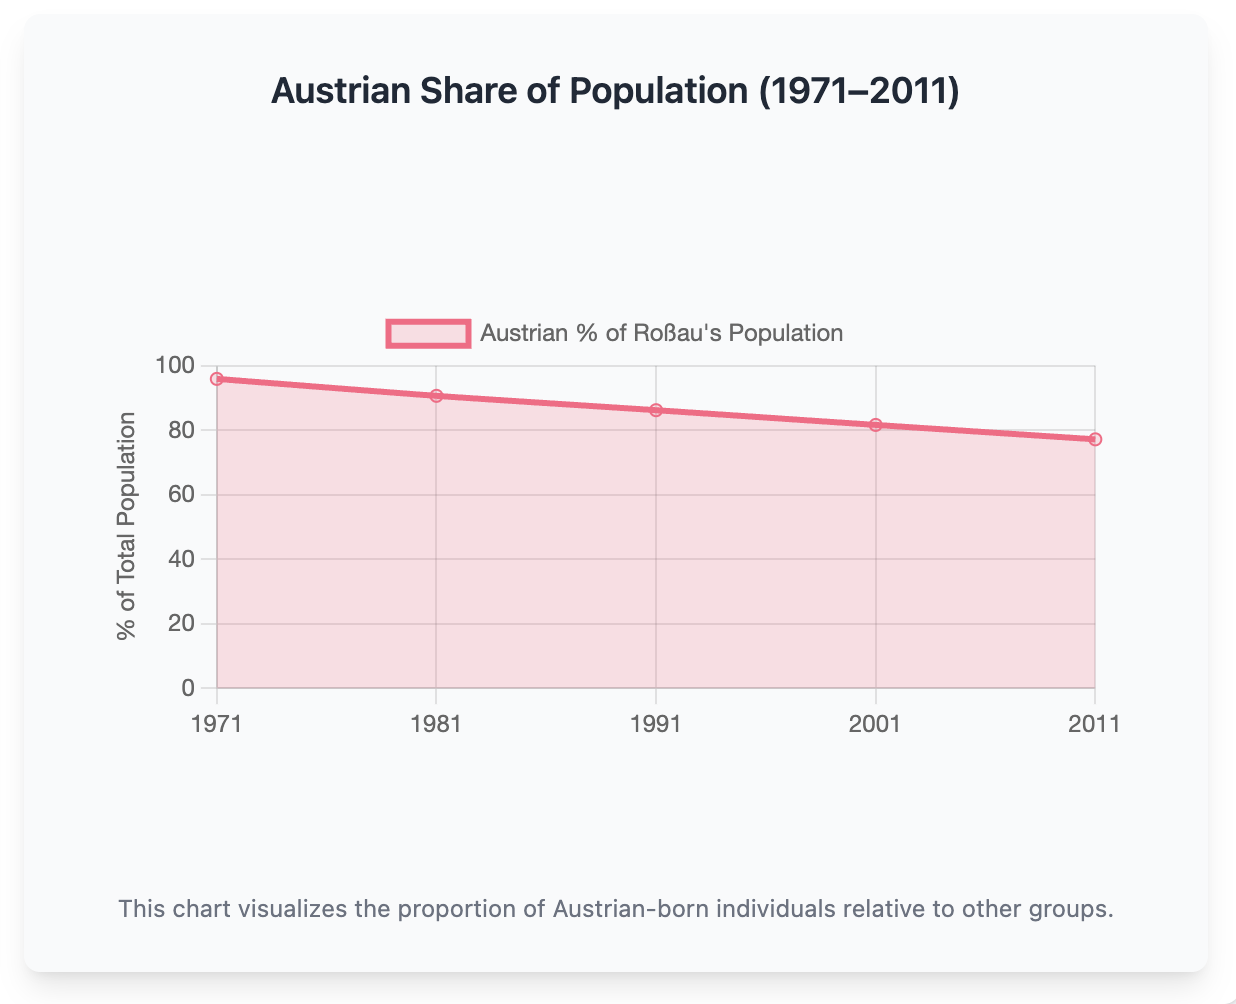 Austrian Share of Population (1971–2011)
Austrian % of Roßau's Population
% of Total Population
100
80
60
40
20
0
1971 1981 1991 2001 2011
This chart visualizes the proportion of Austrian-born individuals relative to other groups.